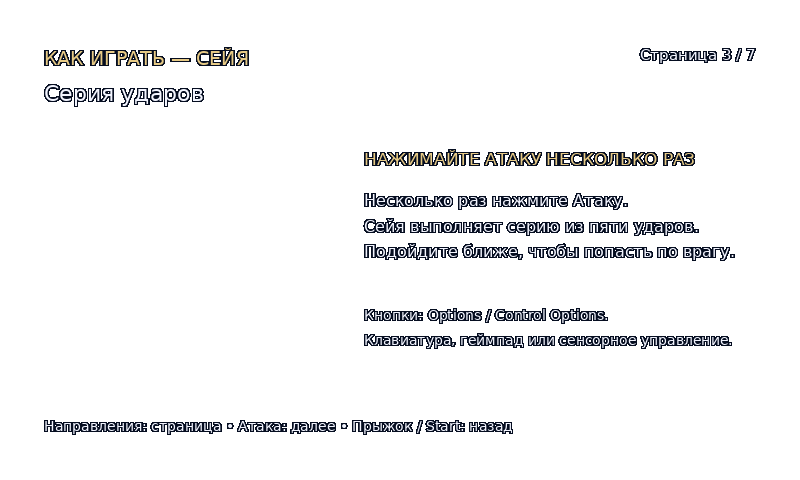 КАК ИГРАТЬ — СЕЙЯ
Страница 3 / 7
Серия ударов
НАЖИМАЙТЕ АТАКУ НЕСКОЛЬКО РАЗ
Несколько раз нажмите Атаку.
Сейя выполняет серию из пяти ударов.
Подойдите ближе, чтобы попасть по врагу.
Кнопки: Options / Control Options.
Клавиатура, геймпад или сенсорное управление.
Направления: страница • Атака: далее • Прыжок / Start: назад